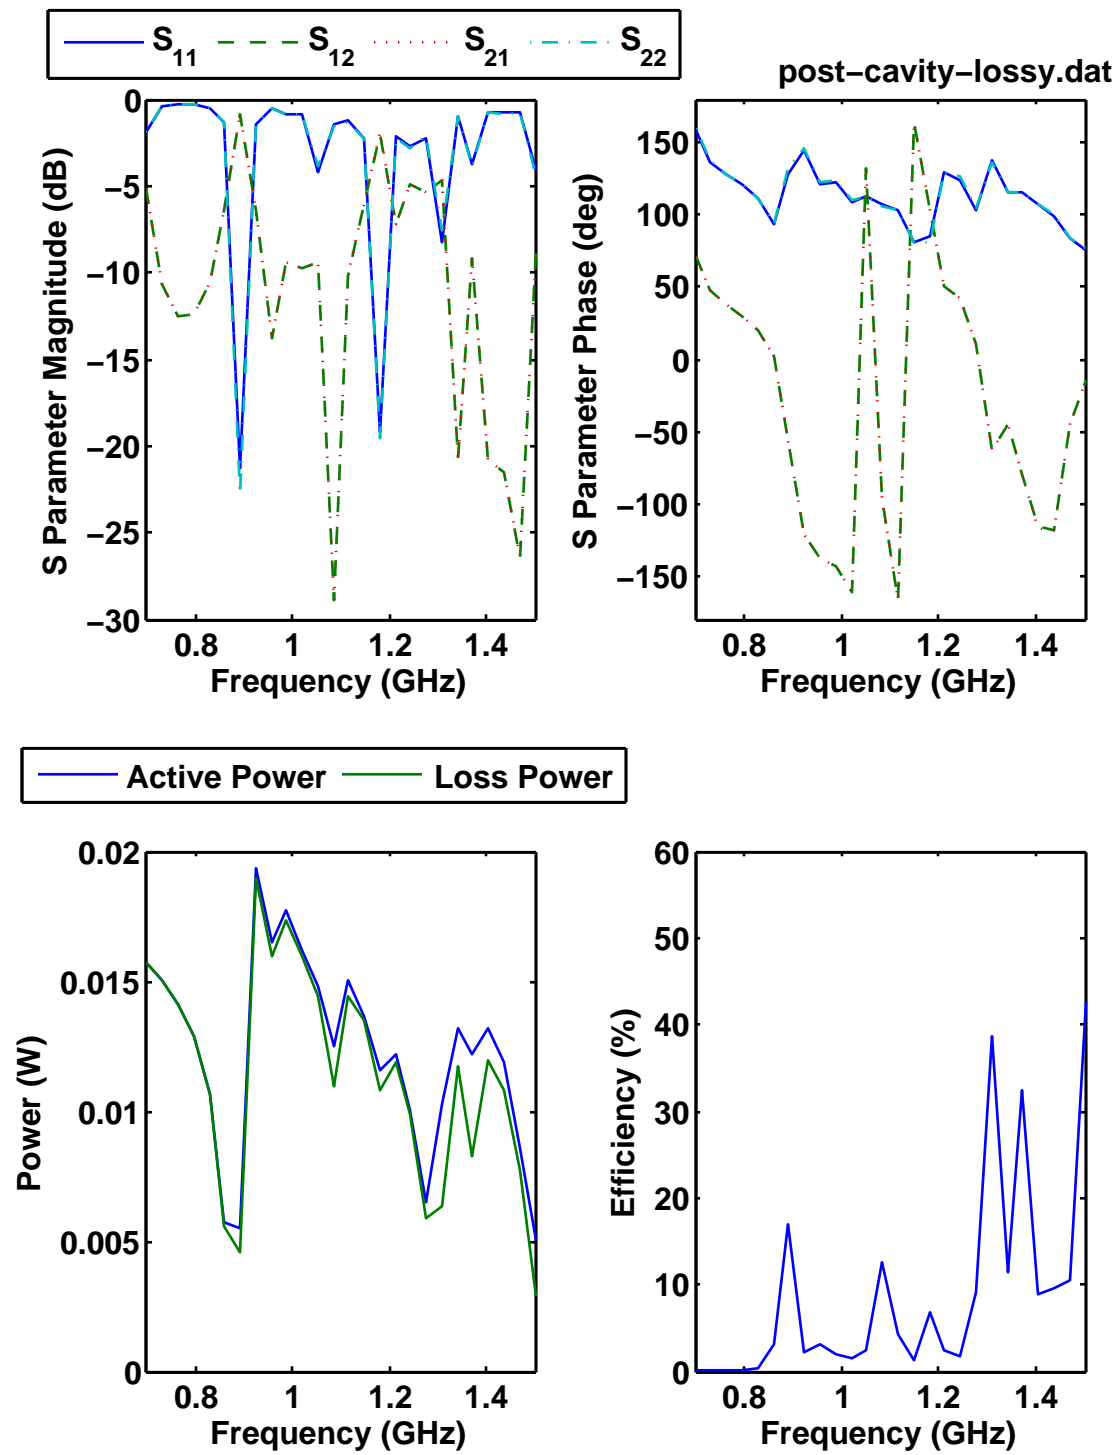 S11 S12 S21 S22
post−cavity−lossy.dat
S Parameter Magnitude (dB)
0
−5
−10
−15
−20
−25
−30
0.8 1 1.2 1.4
Frequency (GHz)
S Parameter Phase (deg)
150
100
50
0
−50
−100
−150
0.8 1 1.2 1.4
Frequency (GHz)
Active Power Loss Power
Power (W)
0.02
0.015
0.01
0.005
0
0.8 1 1.2 1.4
Frequency (GHz)
Efficiency (%)
60
50
40
30
20
10
0
0.8 1 1.2 1.4
Frequency (GHz)